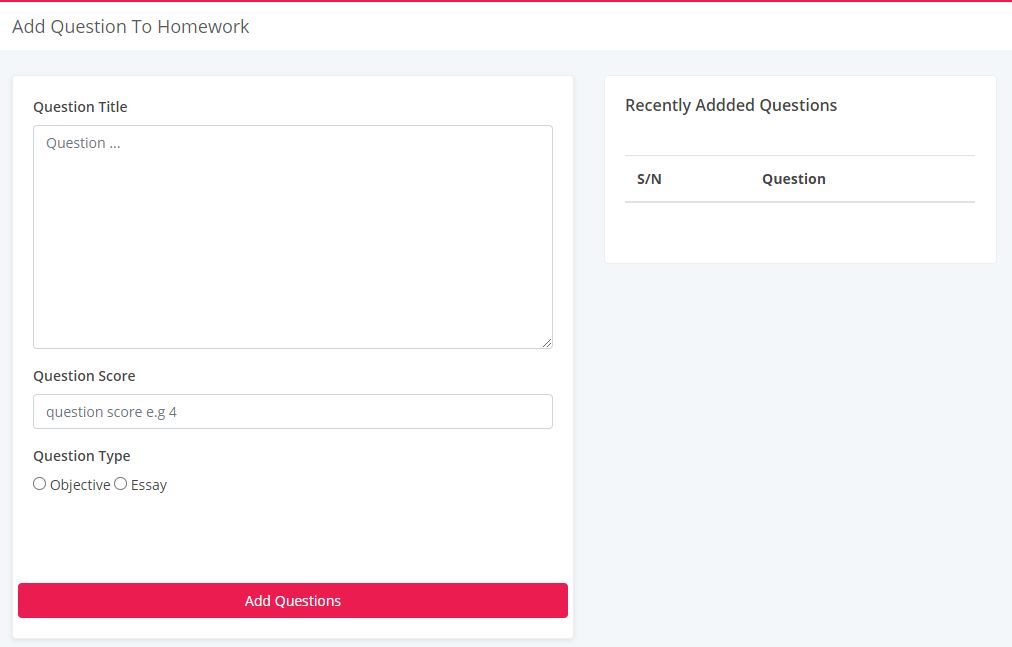 Add Question To Homework
Question Title
Question ...
Question Score
question score e.g 4
Question Type
Objective Essay
Add Questions
Recently Addded Questions
S/N Question